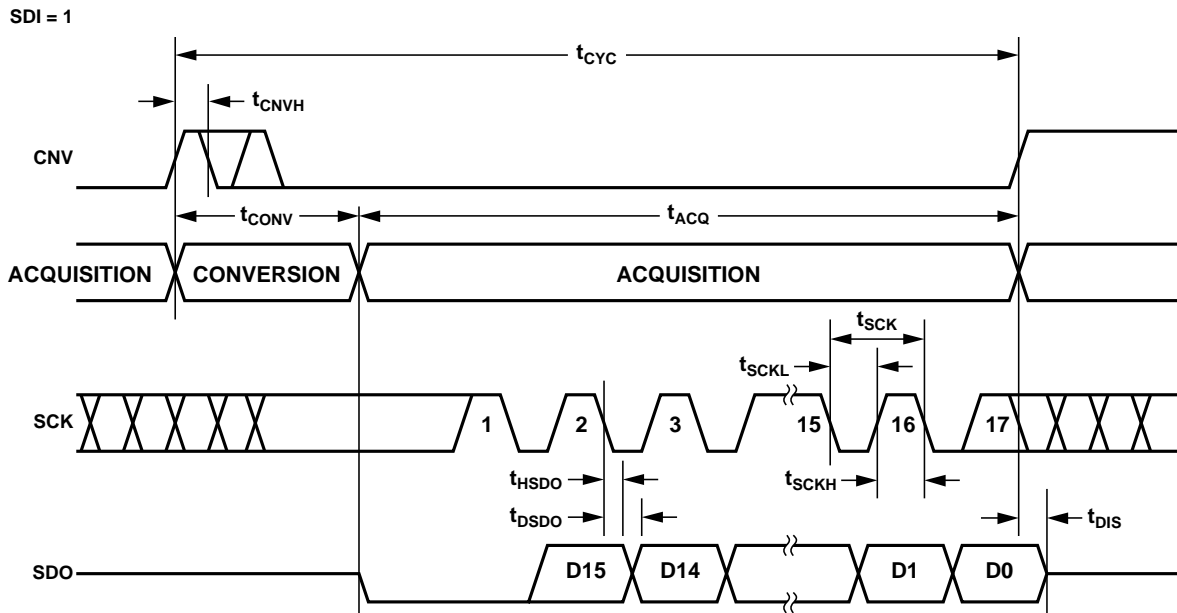 SDI = 1
tCYC
tCNVH
CNV
tCONV
tACQ
ACQUISITION
CONVERSION
ACQUISITION
tSCK
tSCKL
SCK
1
2
3
15
16
17
tHSDO
tSCKH
tDSDO
tDIS
SDO
D15
D14
D1
D0